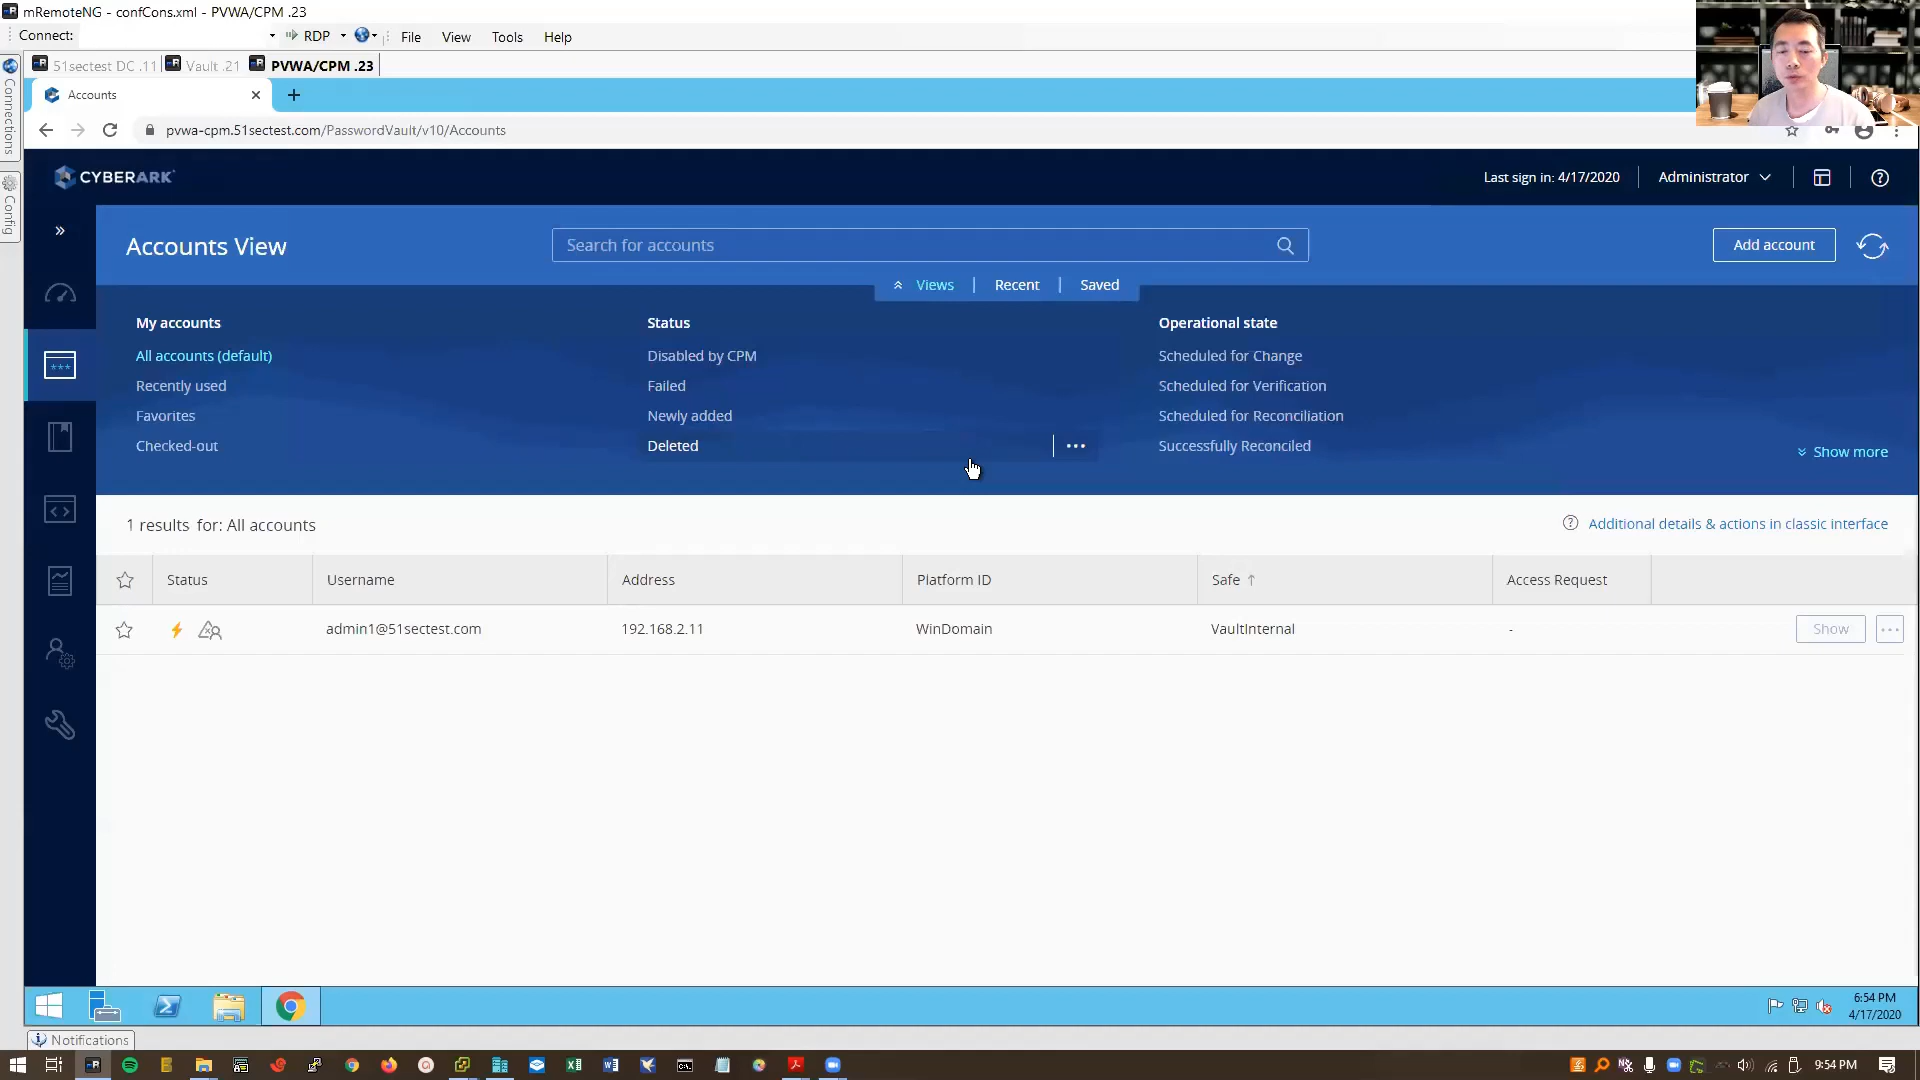 mRemoteNG - confCons.xml - PVWA/CPM .23
Connect: RDP File View Tools Help
51sectest DC .11 Vault .21 PVWA/CPM .23
Connections
Config
Accounts
pvwa-cpm.51sectest.com/PasswordVault/v10/Accounts
CYBERARK Last sign in: 4/17/2020 Administrator
Accounts View Search for accounts Add account
Views Recent Saved
My accounts Status Operational state
All accounts (default) Disabled by CPM Scheduled for Change
Recently used Failed Scheduled for Verification
Favorites Newly added Scheduled for Reconciliation
Checked-out Deleted Successfully Reconciled Show more
1 results for: All accounts Additional details & actions in classic interface
Status Username Address Platform ID Safe ↑ Access Request
admin1@51sectest.com 192.168.2.11 WinDomain VaultInternal - Show
6:54 PM
4/17/2020
Notifications
9:54 PM